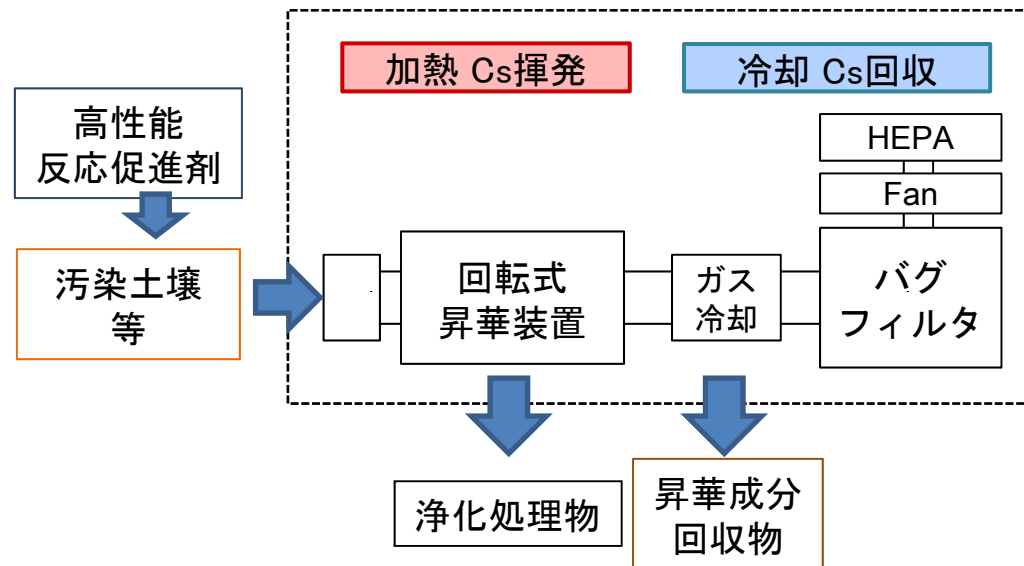 加熱 Cs揮発
冷却 Cs回収
高性能
反応促進剤
汚染土壌
等
回転式
昇華装置
ガス
冷却
HEPA
Fan
バグ
フィルタ
浄化処理物
昇華成分
回収物